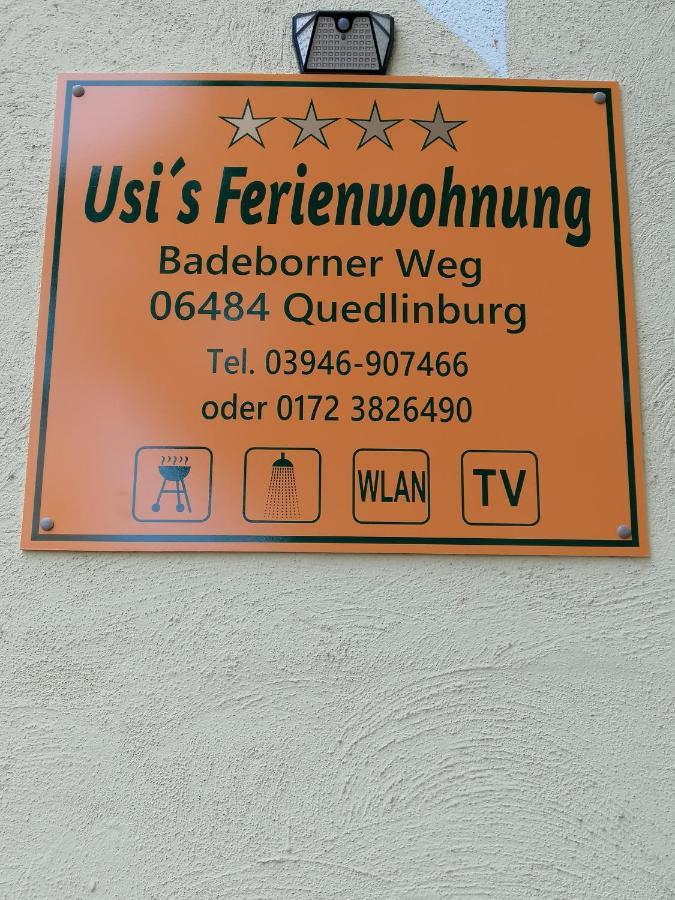 Usi´s Ferienwohnung
Badeborner Weg
06484 Quedlinburg
Tel. 03946-907466
oder 0172 3826490
WLAN TV